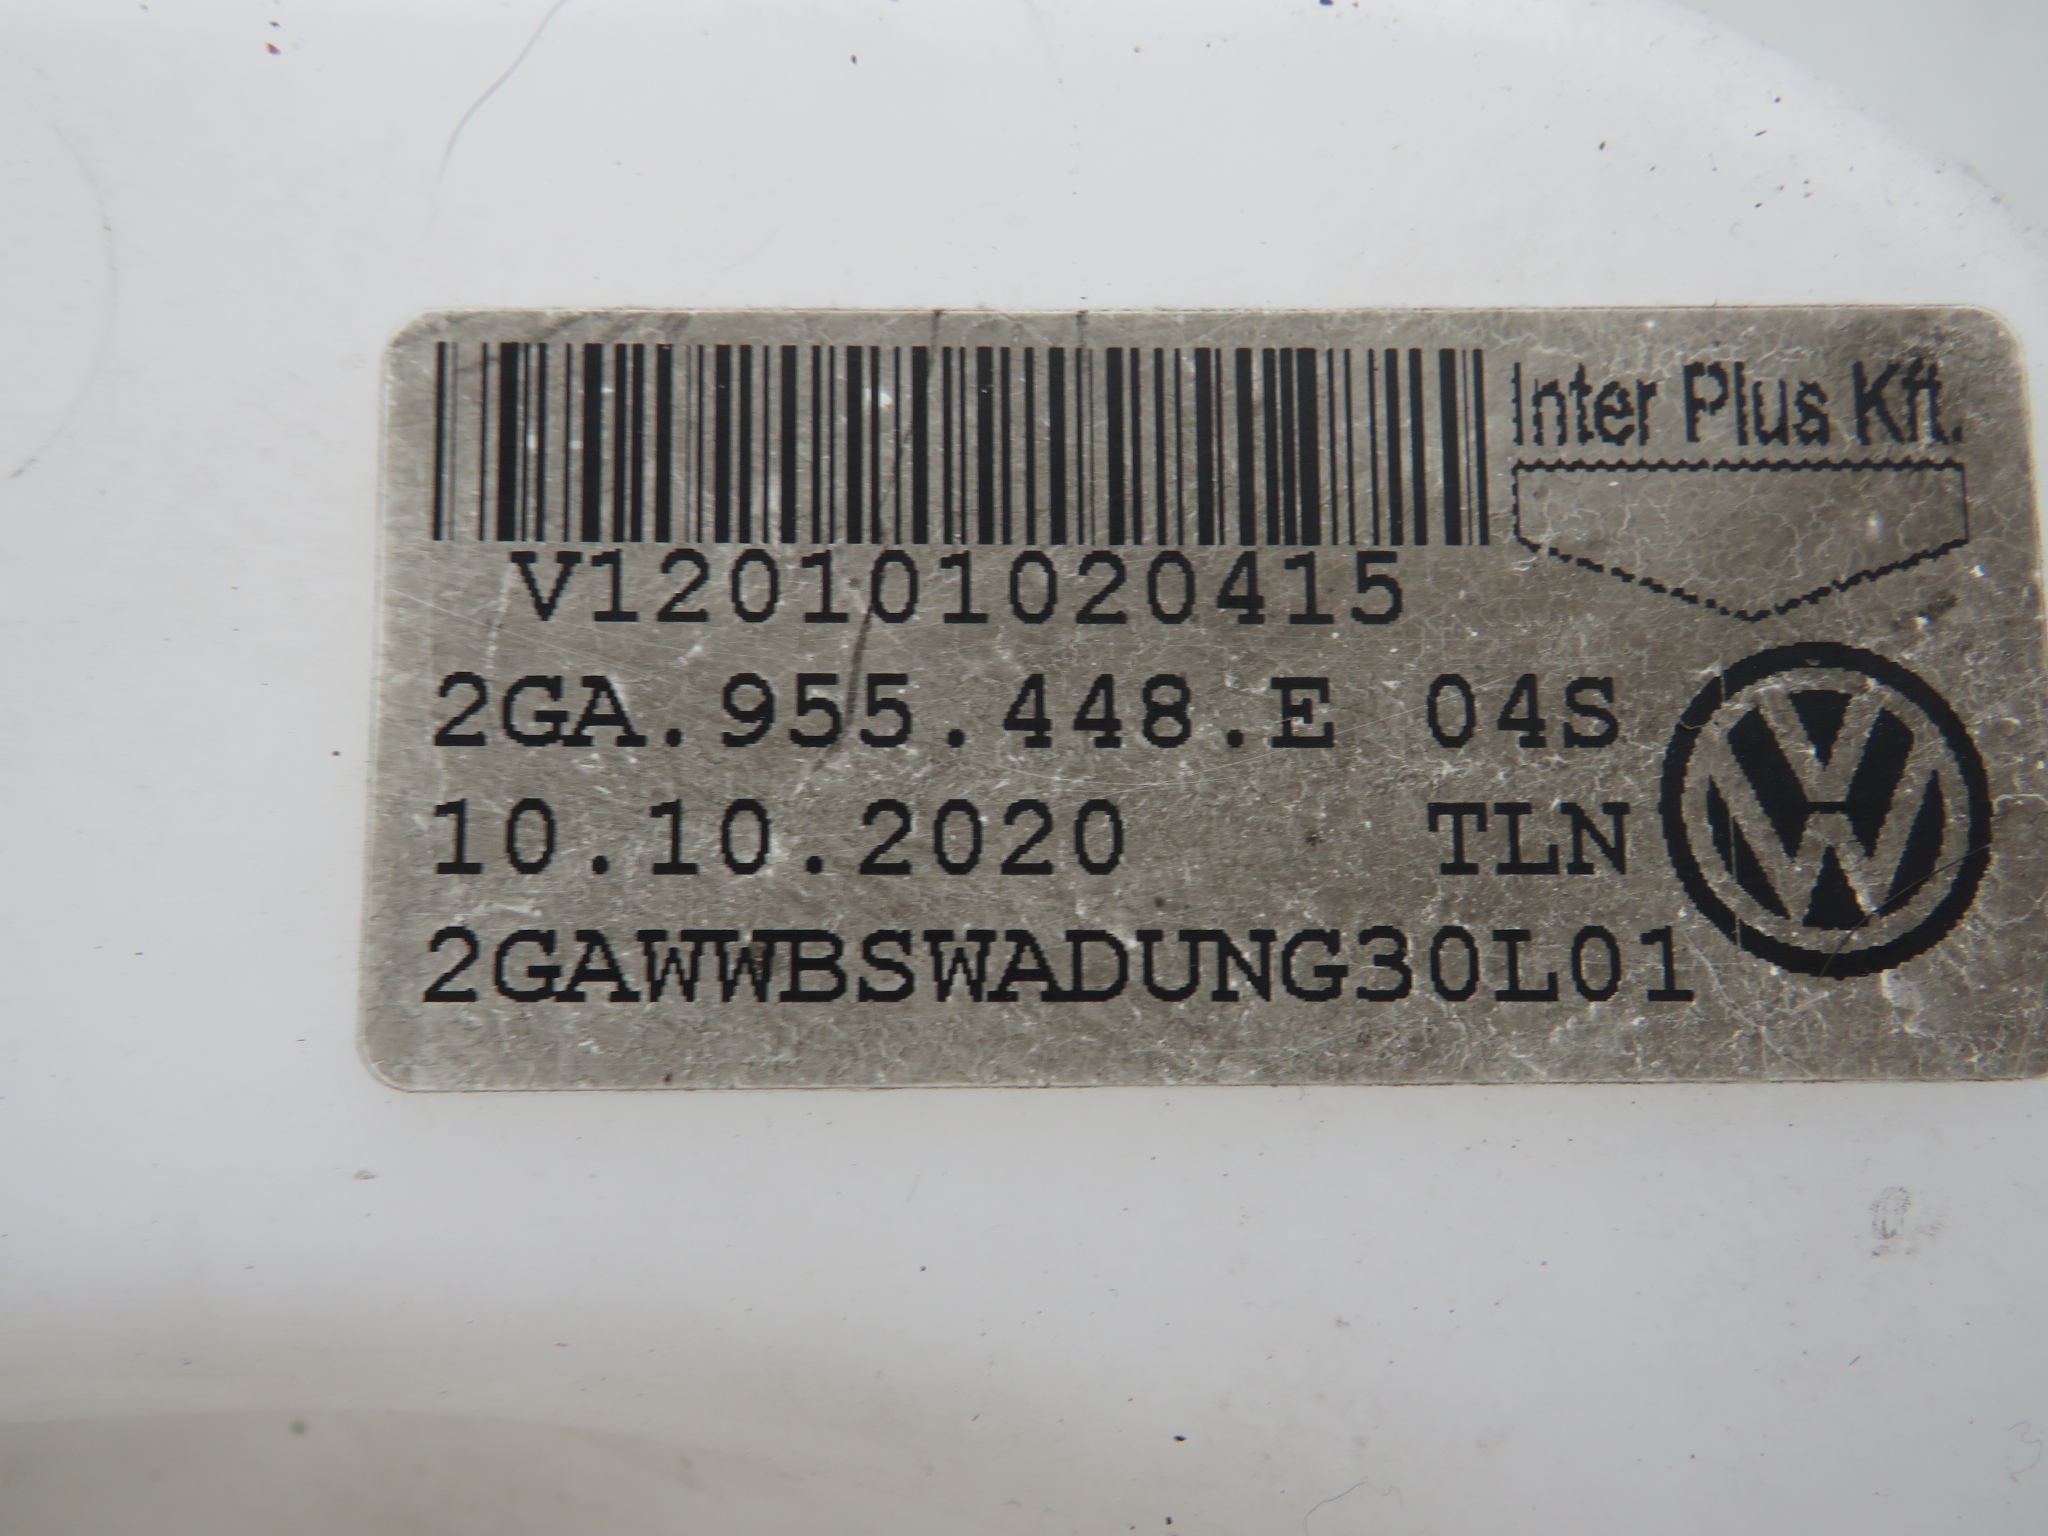 Inter Plus Kft.
V120101020415
2GA.955.448.E 04S
10.10.2020 TLN
2GAWWBSWADUNG30L01